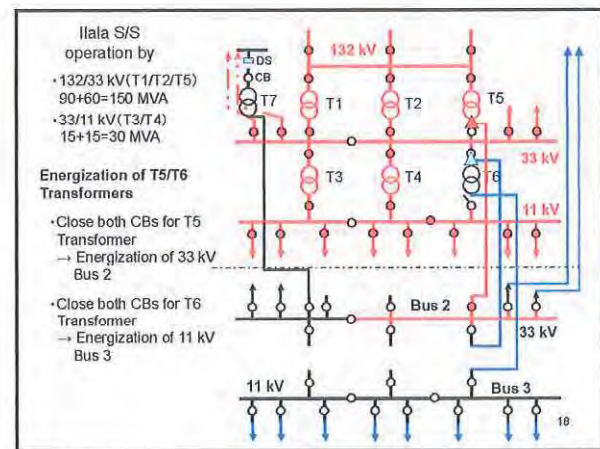 Ilala S/S
operation by
・132/33 kV(T1/T2/T5)
90+60=150 MVA
・33/11 kV(T3/T4)
15+15=30 MVA
Energization of T5/T6
Transformers
・Close both CBs for T5
Transformer
→ Energization of 33 kV
Bus 2
・Close both CBs for T6
Transformer
→ Energization of 11 kV
Bus 3
DS
CB
T7
132 kV
T1
T2
T5
33 kV
T3
T4
T6
11 kV
Bus 2
33 kV
11 kV
Bus 3
18